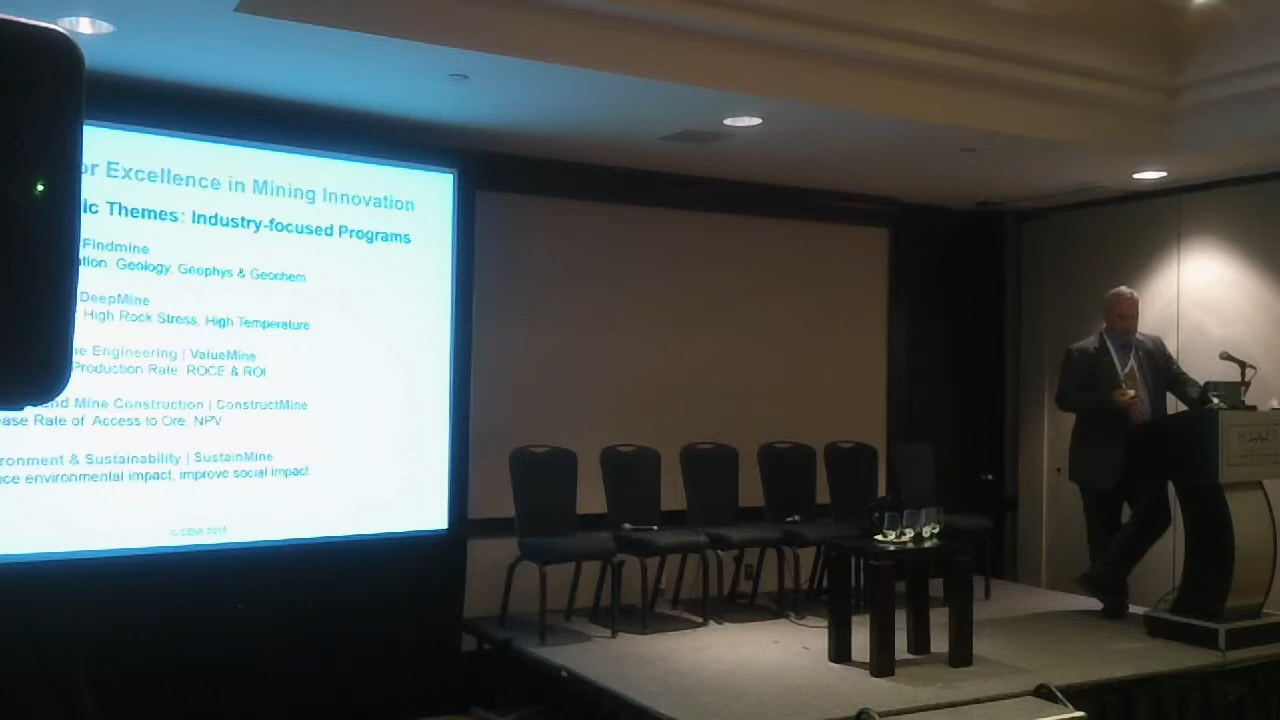 or Excellence in Mining Innovation
ic Themes: Industry-focused Programs
Findmine
ation. Geology, Geophys & Geochem
DeepMine
High Rock Stress, High Temperature
ne Engineering | ValueMine
Production Rate, ROCE & ROI
and Mine Construction | ConstructMine
ease Rate of Access to Ore, NPV
ronment & Sustainability | SustainMine
ce environmental impact, improve social impact